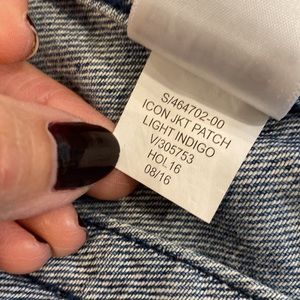 S/464702-00
ICON JKT PATCH
LIGHT INDIGO
V/305753
HOL 16
08/16